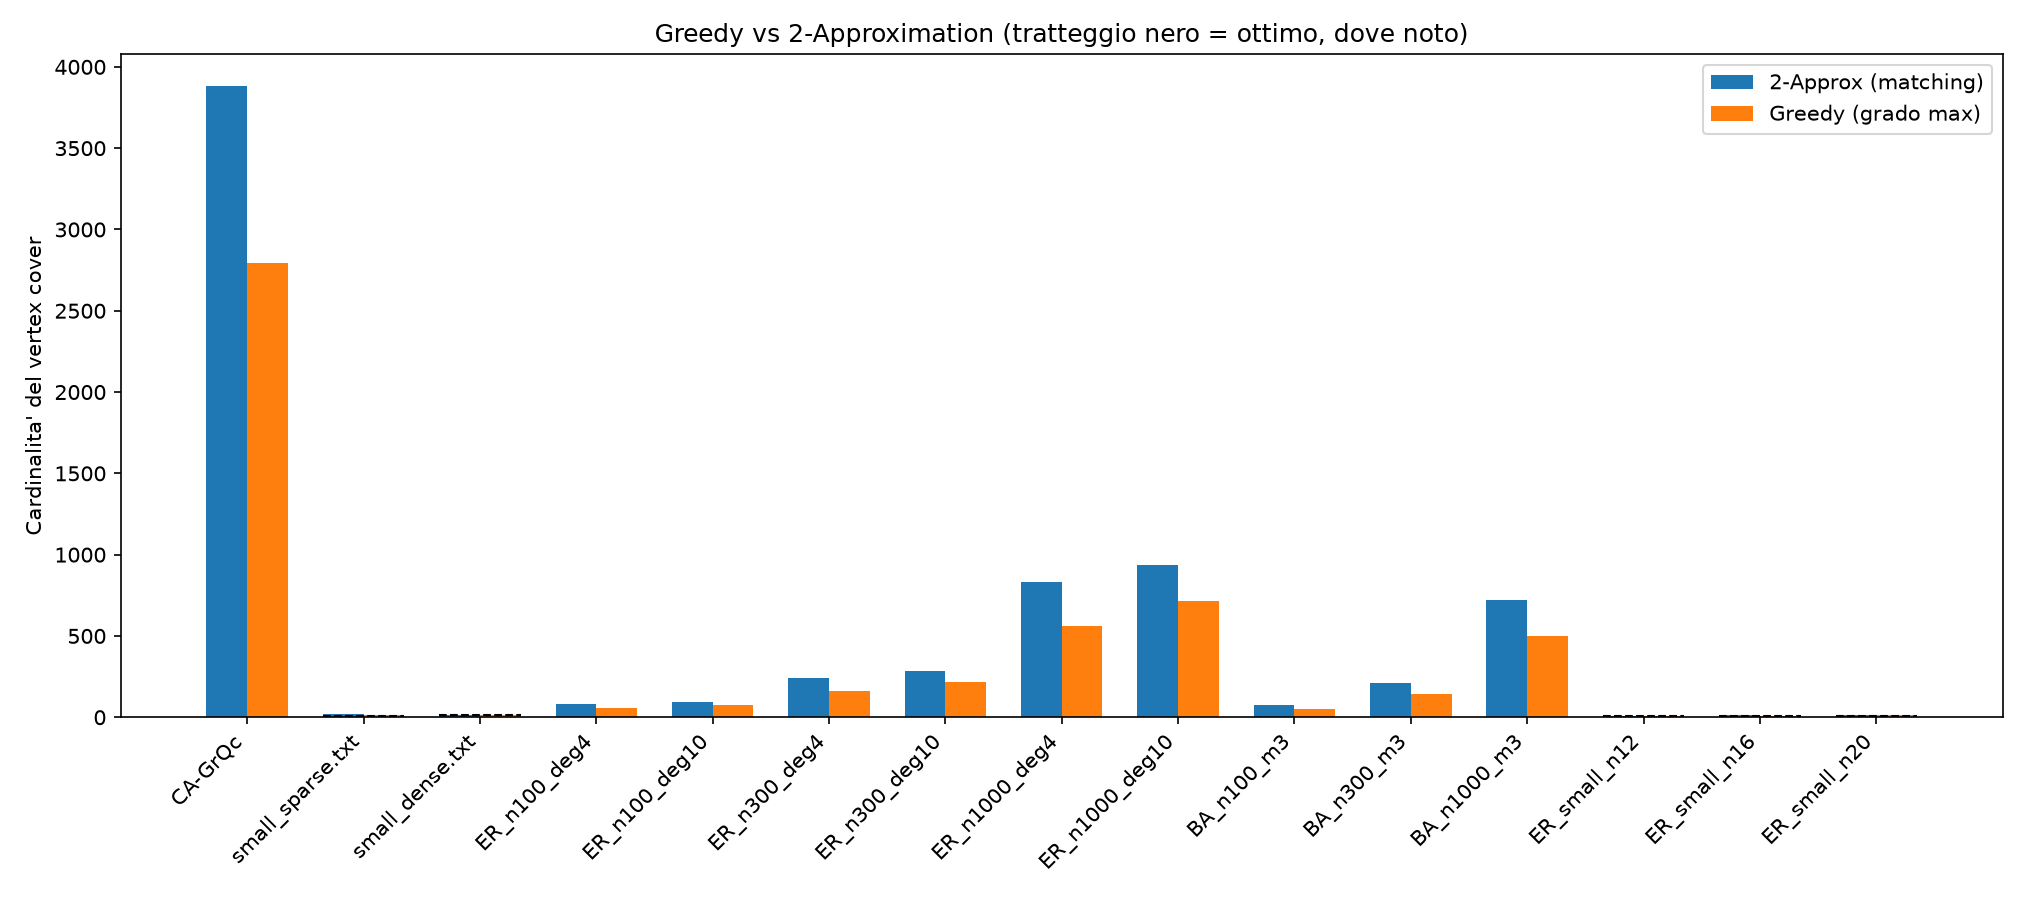 Greedy vs 2-Approximation (tratteggio nero = ottimo, dove noto)
2-Approx (matching)
Greedy (grado max)
Cardinalita' del vertex cover
4000
3500
3000
2500
2000
1500
1000
500
0
CA-GrQc
small_sparse.txt
small_dense.txt
ER_n100_deg4
ER_n100_deg10
ER_n300_deg4
ER_n300_deg10
ER_n1000_deg4
ER_n1000_deg10
BA_n100_m3
BA_n300_m3
BA_n1000_m3
ER_small_n12
ER_small_n16
ER_small_n20